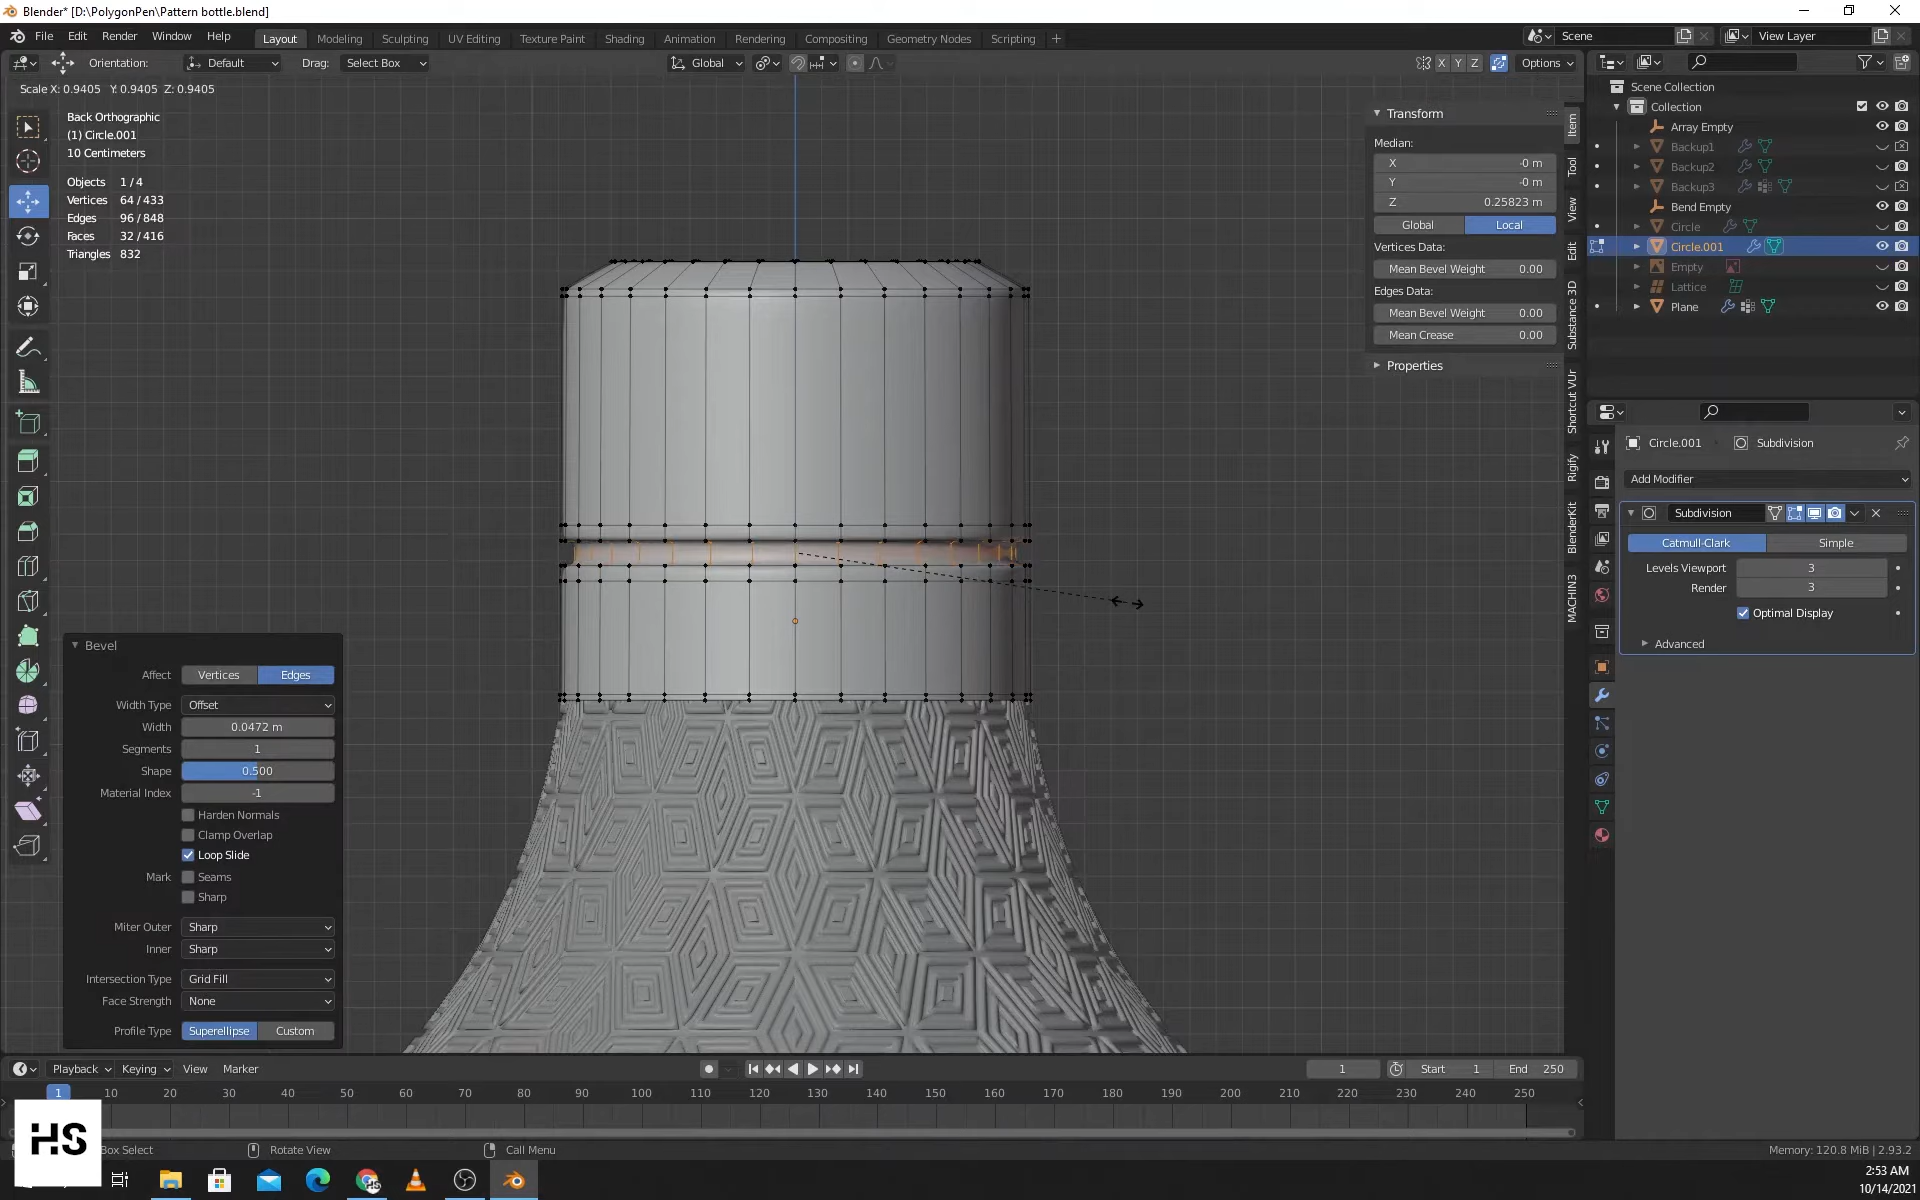 Blender* [D:\PolygonPen\Pattern bottle.blend]
File Edit Render Window Help
Layout Modeling Sculpting UV Editing Texture Paint Shading Animation Rendering Compositing Geometry Nodes Scripting +
Scene
View Layer
Orientation: Default Drag: Select Box
Global
X Y Z
Options
Scale X: 0.9405 Y: 0.9405 Z: 0.9405
Back Orthographic
(1) Circle.001
10 Centimeters
Objects 1 / 4
Vertices 64 / 433
Edges 96 / 848
Faces 32 / 416
Triangles 832
Transform
Median:
X -0 m
Y -0 m
Z 0.25823 m
Global Local
Vertices Data:
Mean Bevel Weight 0.00
Edges Data:
Mean Bevel Weight 0.00
Mean Crease 0.00
Properties
Item
Tool
View
Edit
Substance 3D
Shortcut VUr
Rigify
BlenderKit
MACHIN3
Scene Collection
Collection
Array Empty
Backup1
Backup2
Backup3
Bend Empty
Circle
Circle.001
Empty
Lattice
Plane
Circle.001 Subdivision
Add Modifier
Subdivision
Catmull-Clark Simple
Levels Viewport 3
Render 3
Optimal Display
Advanced
Bevel
Affect Vertices Edges
Width Type Offset
Width 0.0472 m
Segments 1
Shape 0.500
Material Index -1
Harden Normals
Clamp Overlap
Loop Slide
Mark Seams
Sharp
Miter Outer Sharp
Inner Sharp
Intersection Type Grid Fill
Face Strength None
Profile Type Superellipse Custom
Playback Keying View Marker
1
Start 1 End 250
1 10 20 30 40 50 60 70 80 90 100 110 120 130 140 150 160 170 180 190 200 210 220 230 240 250
HS
Box Select
Rotate View
Call Menu
Memory: 120.8 MiB | 2.93.2
2:53 AM
10/14/2021